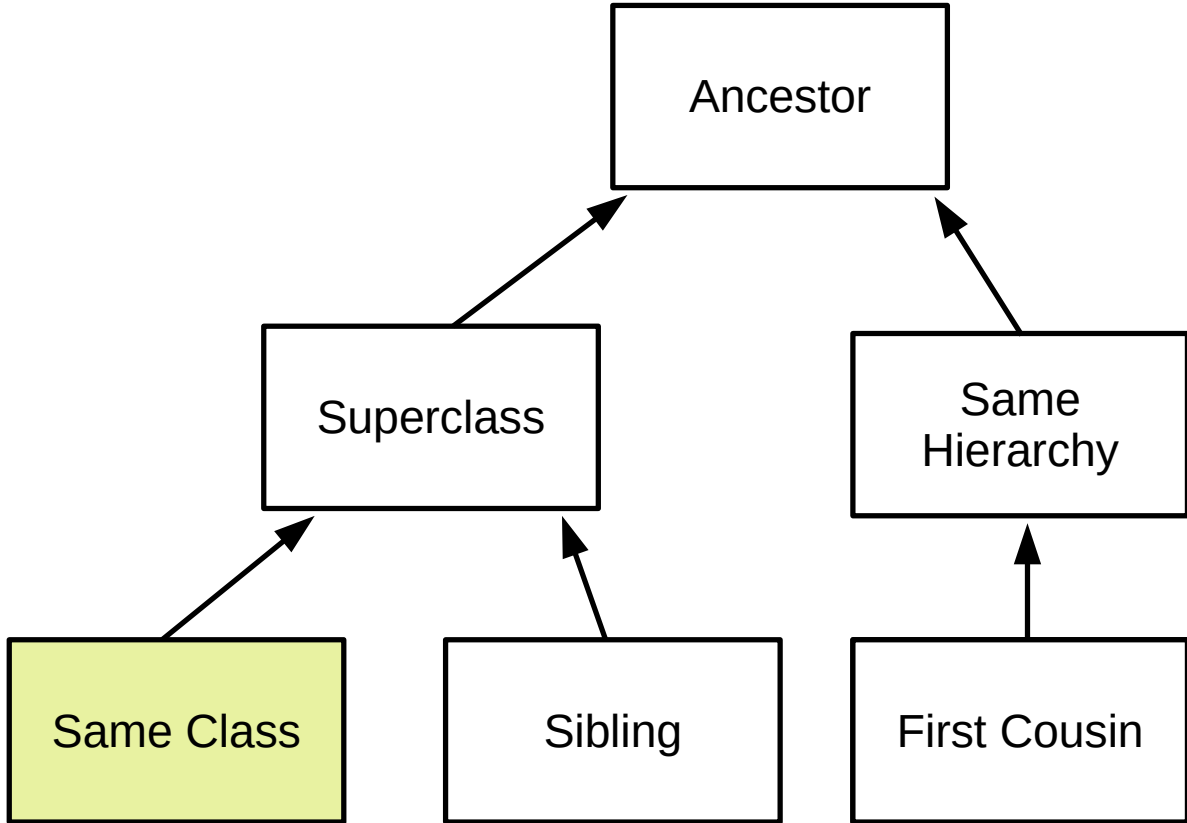 Ancestor
Superclass
Same
Hierarchy
Same Class
Sibling
First Cousin